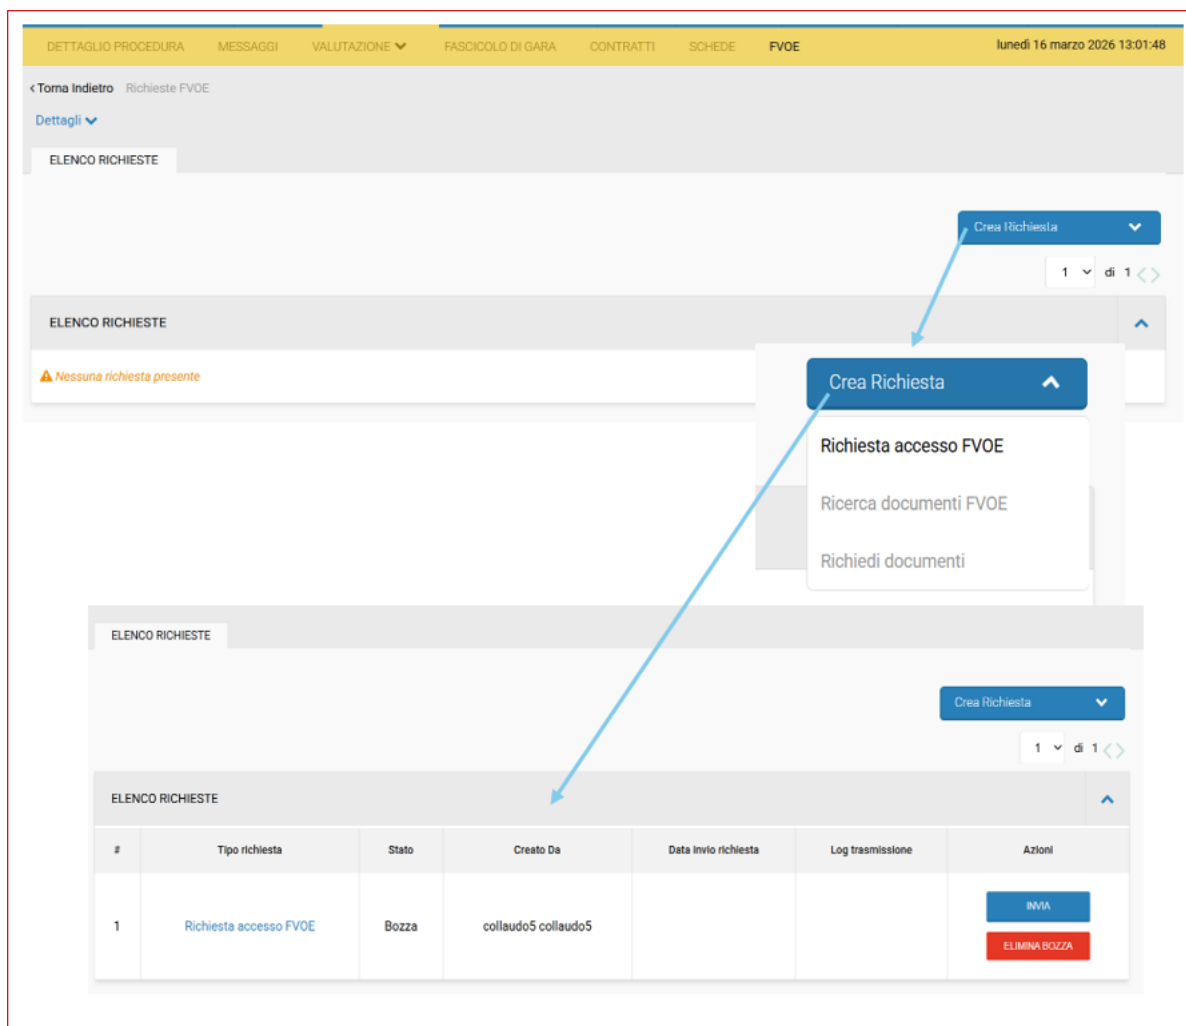 DETTAGLIO PROCEDURA MESSAGGI VALUTAZIONE FASCICOLO DI GARA CONTRATTI SCHEDE FVOE lunedì 16 marzo 2026 13:01:48
Torna Indietro Richieste FVOE
Dettagli
ELENCO RICHIESTE
Crea Richiesta
1 di 1
ELENCO RICHIESTE
Nessuna richiesta presente
Crea Richiesta
Richiesta accesso FVOE
Ricerca documenti FVOE
Richiedi documenti
ELENCO RICHIESTE
Crea Richiesta
1 di 1
ELENCO RICHIESTE
# Tipo richiesta Stato Creato Da Data invio richiesta Log trasmissione Azioni
1 Richiesta accesso FVOE Bozza collaudo5 collaudo5 INVIA
ELIMINA BOZZA